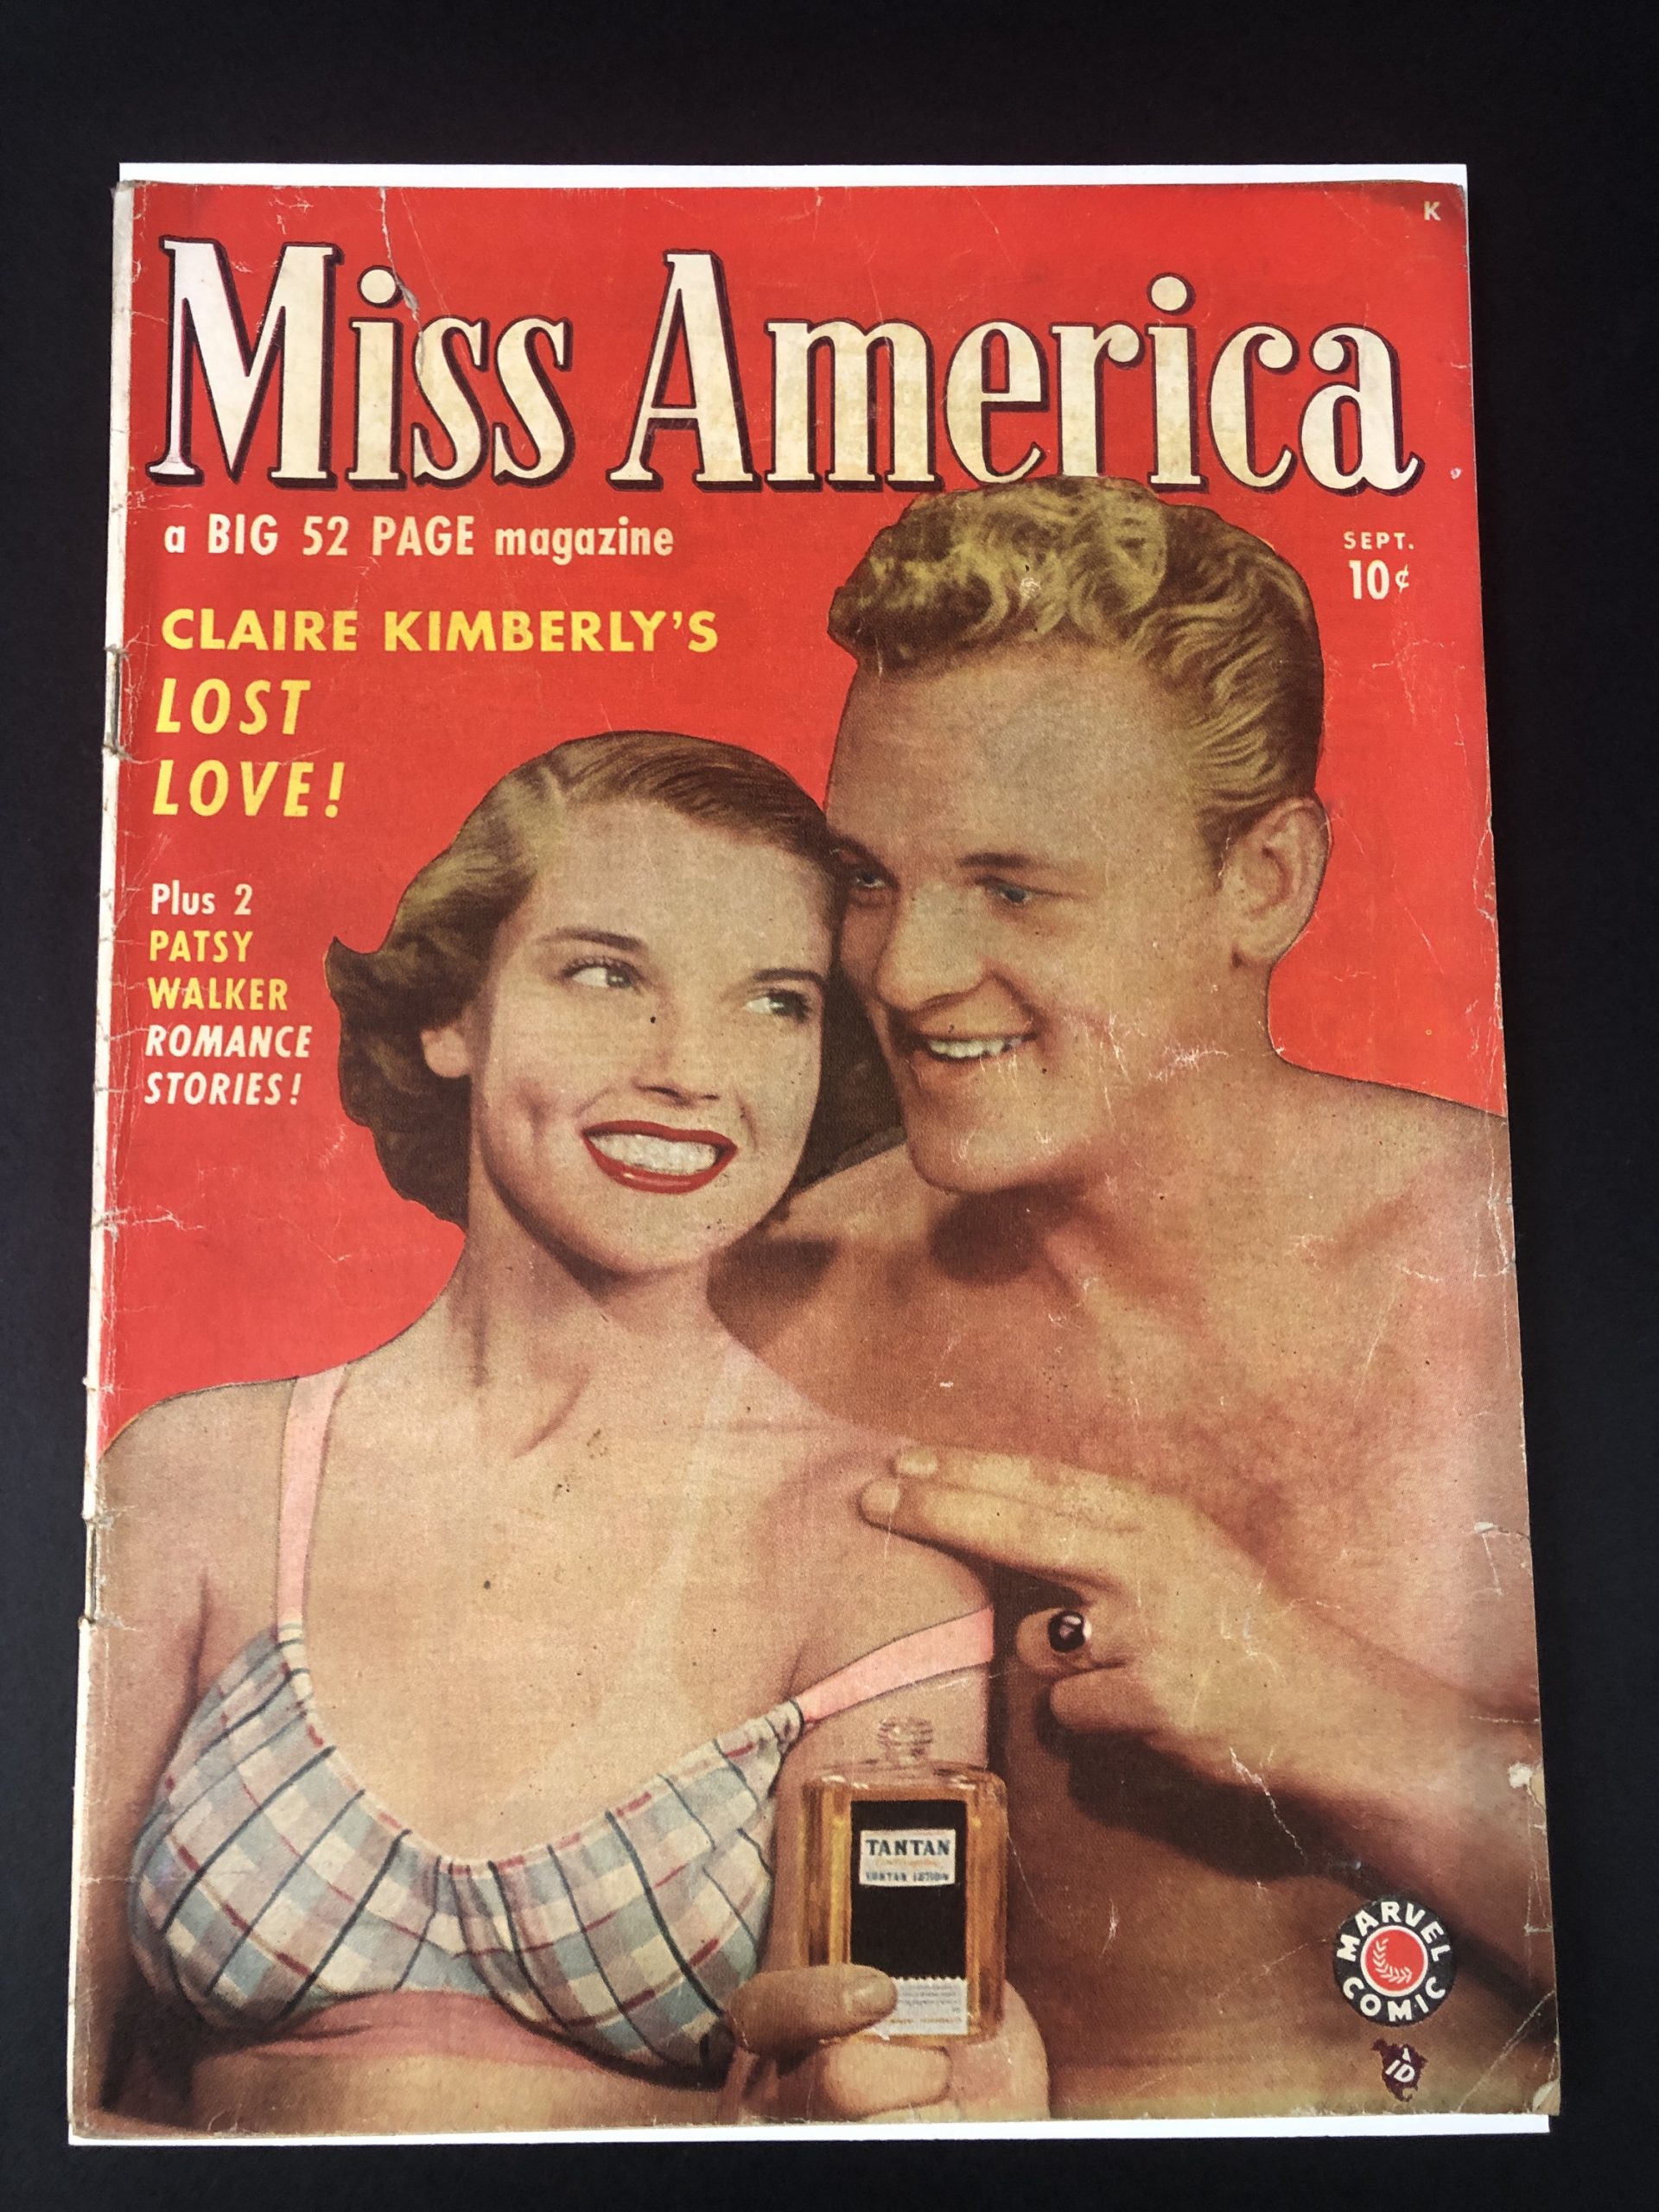 K
Miss America
a BIG 52 PAGE magazine
SEPT.
10¢
CLAIRE KIMBERLY'S
LOST
LOVE!
Plus 2
PATSY
WALKER
ROMANCE
STORIES!
TANTAN
SUNTAN LOTION
MARVEL
COMIC
A
ID